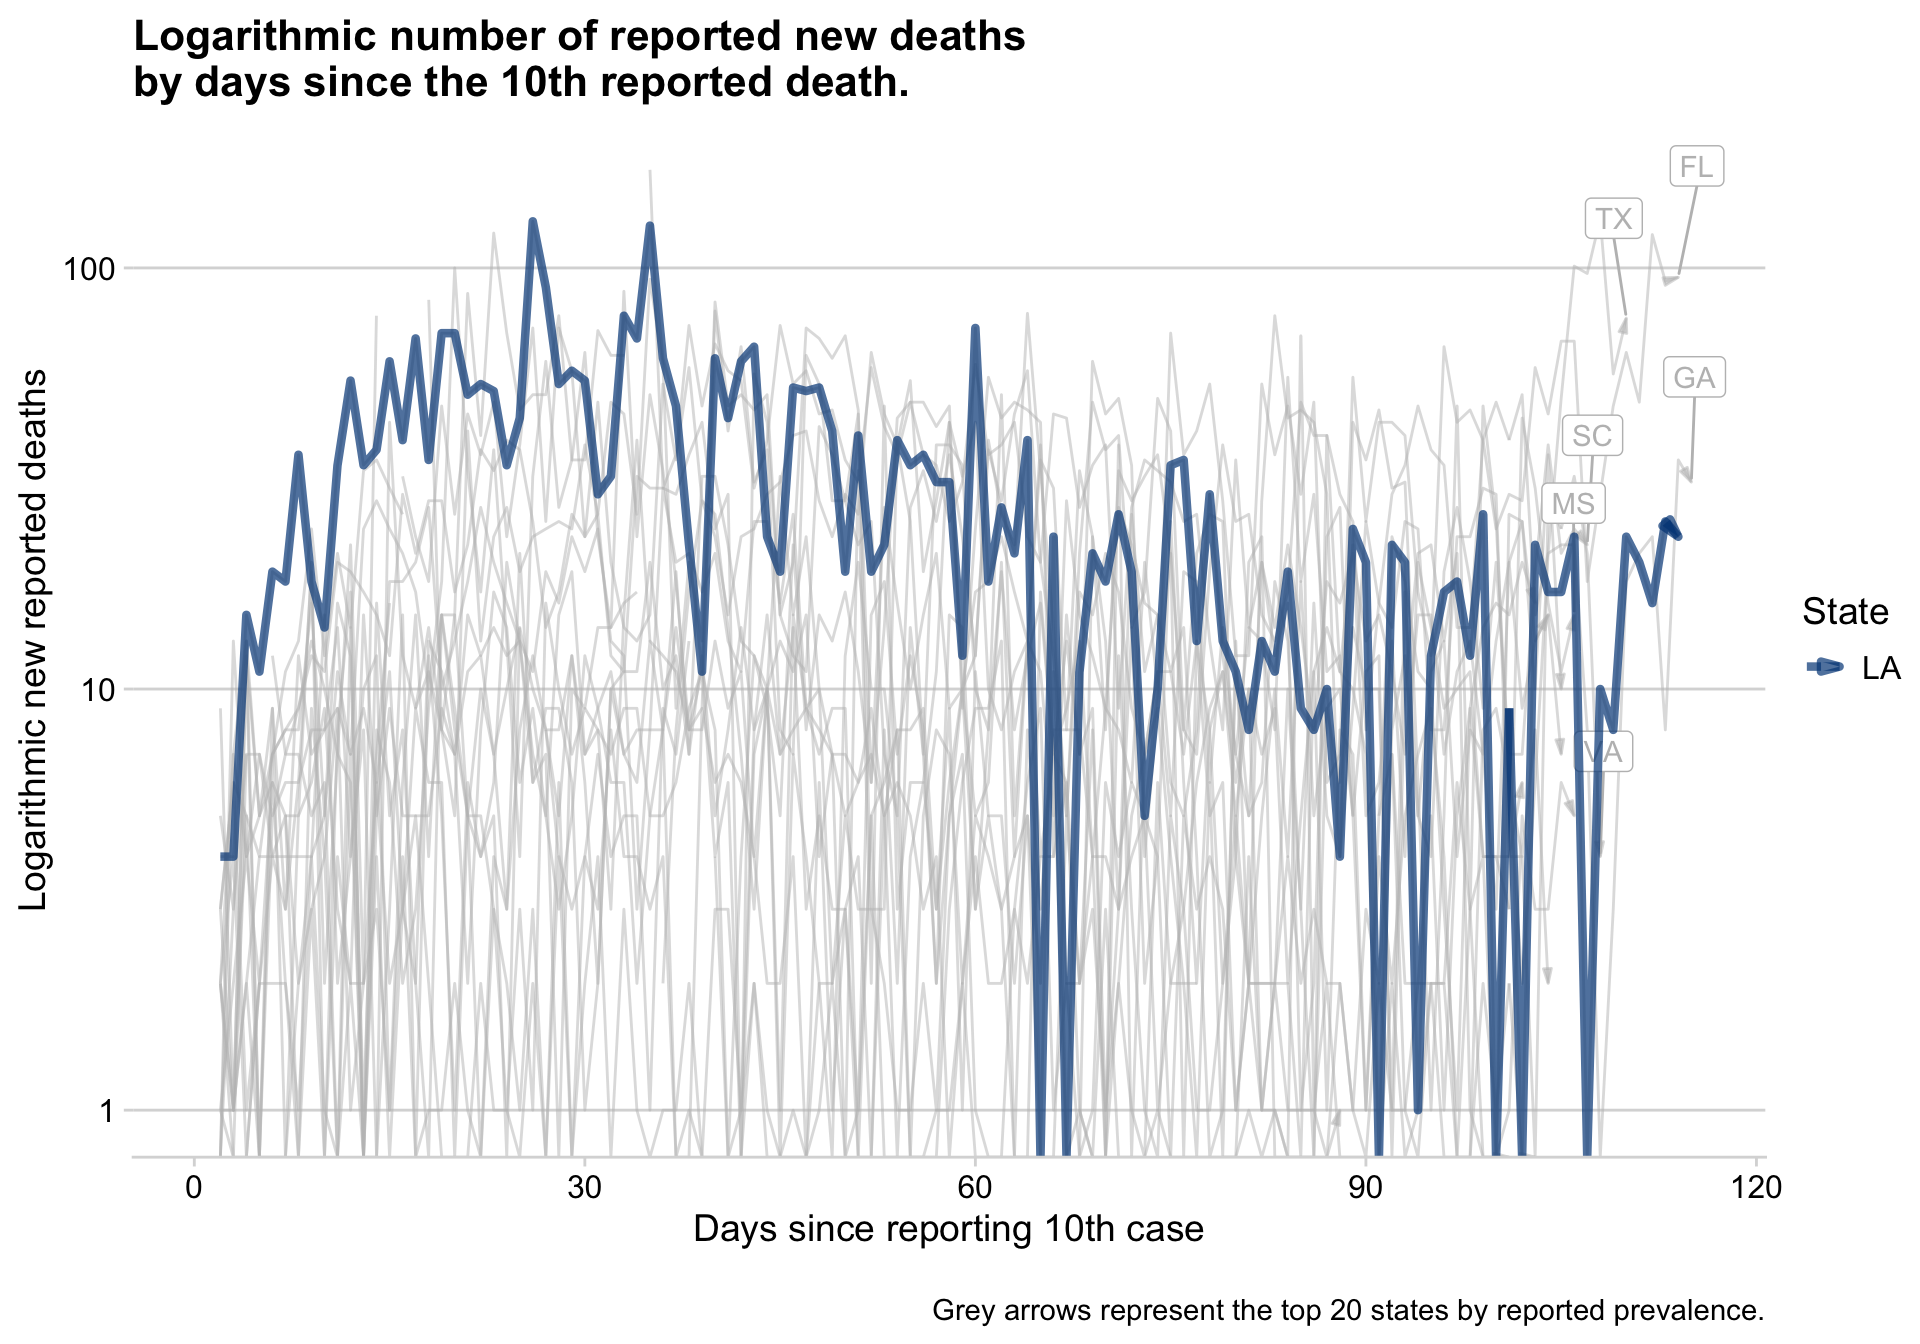 Logarithmic number of reported new deaths
by days since the 10th reported death.
FL
TX
100
GA
SC
MS
Logarithmic new reported deaths
State
LA
10
VA
1
0 30 60 90 120
Days since reporting 10th case
Grey arrows represent the top 20 states by reported prevalence.